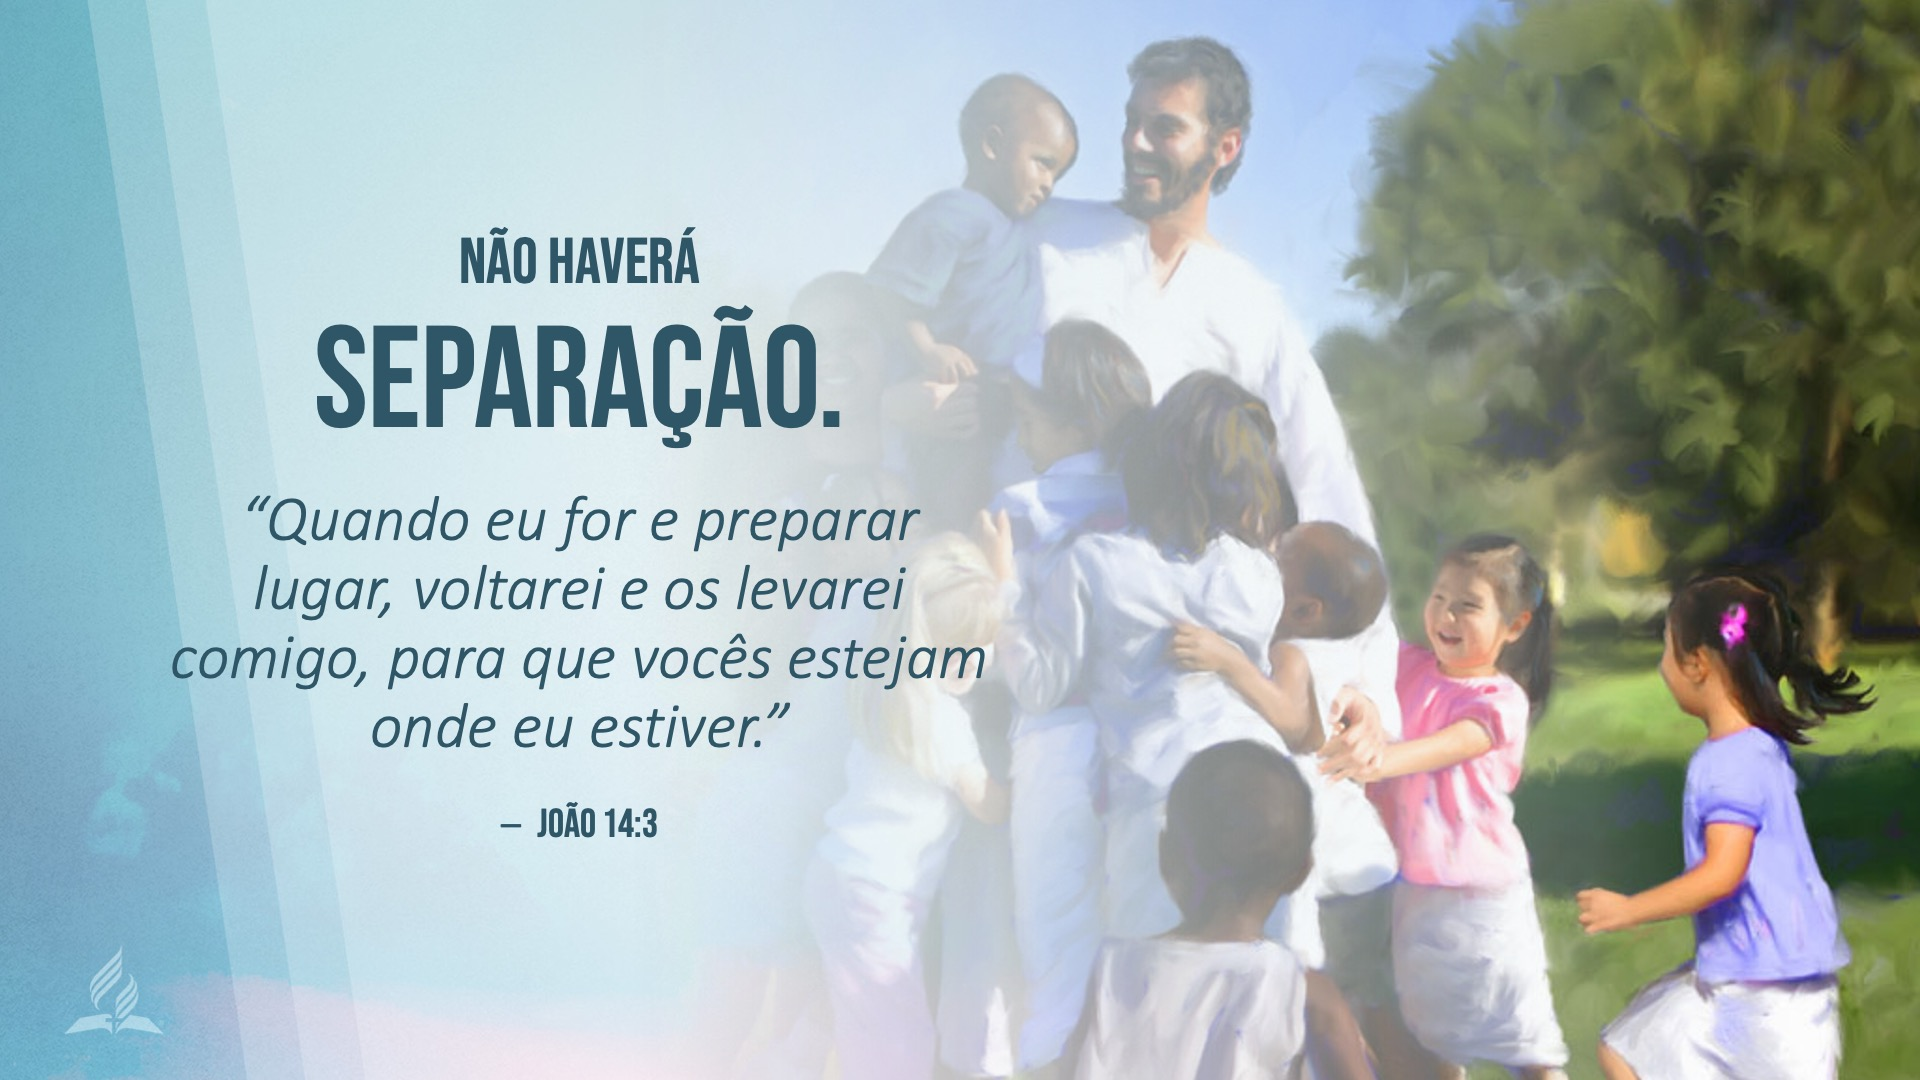 NÃO HAVERÁ
SEPARAÇÃO.
“Quando eu for e preparar
lugar, voltarei e os levarei
comigo, para que vocês estejam
onde eu estiver.”
– JOÃO 14:3